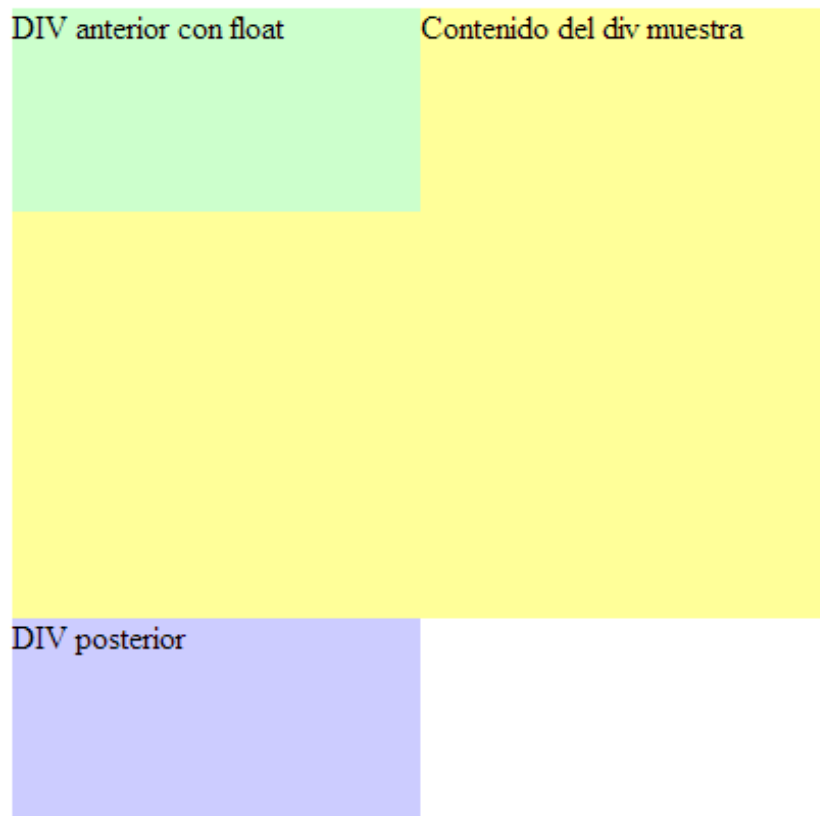 DIV anterior con float
Contenido del div muestra
DIV posterior